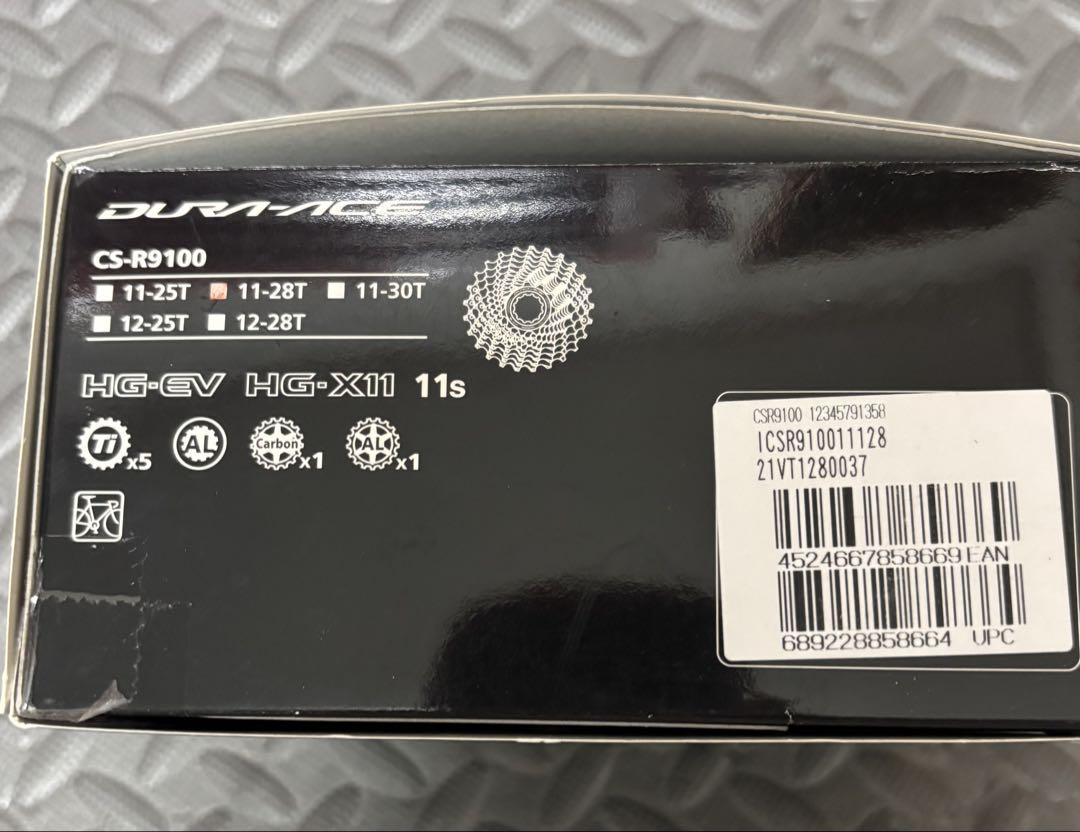 DURA-ACE
CS-R9100
11-25T 11-28T 11-30T
12-25T 12-28T
HG-EV HG-X11 11s
Ti x5 AL Carbon x1 AL x1
CSR9100 12345791358
ICSR910011128
21VT1280037
4524667858669 EAN
689228858664 UPC